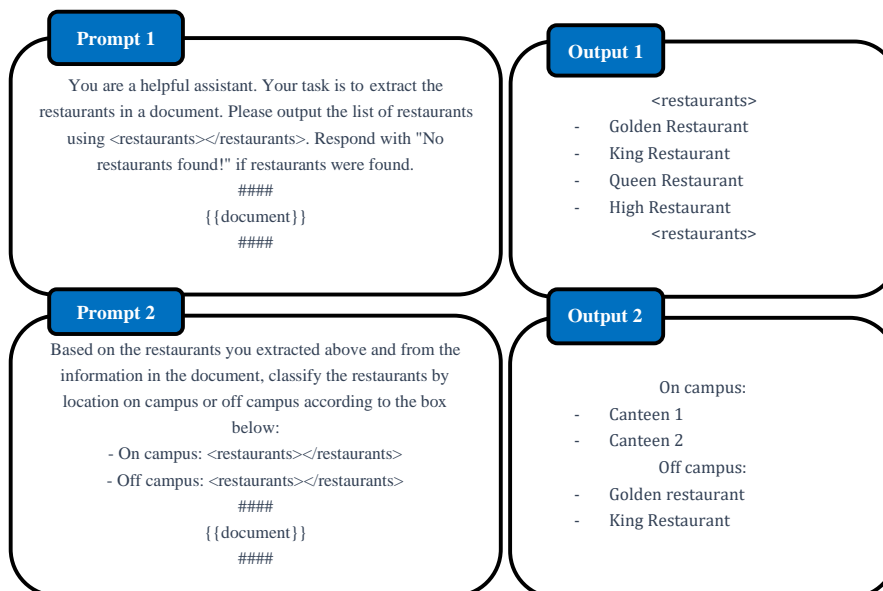 Prompt 1
You are a helpful assistant. Your task is to extract the
restaurants in a document. Please output the list of restaurants
using <restaurants></restaurants>. Respond with "No
restaurants found!" if restaurants were found.
####
{{document}}
####
Output 1
<restaurants>
- Golden Restaurant
- King Restaurant
- Queen Restaurant
- High Restaurant
<restaurants>
Prompt 2
Based on the restaurants you extracted above and from the
information in the document, classify the restaurants by
location on campus or off campus according to the box
below:
- On campus: <restaurants></restaurants>
- Off campus: <restaurants></restaurants>
####
{{document}}
####
Output 2
On campus:
- Canteen 1
- Canteen 2
Off campus:
- Golden restaurant
- King Restaurant